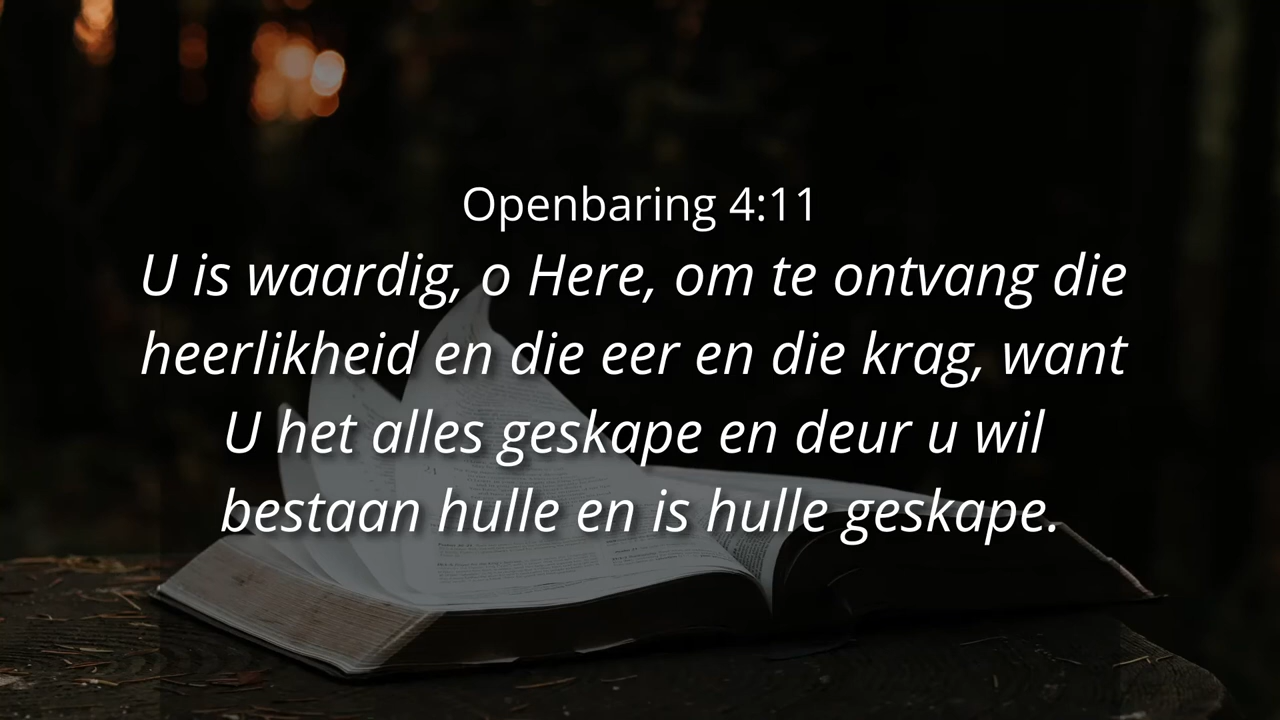 Openbaring 4:11
U is waardig, o Here, om te ontvang die
heerlikheid en die eer en die krag, want
U het alles geskape en deur u wil
bestaan hulle en is hulle geskape.